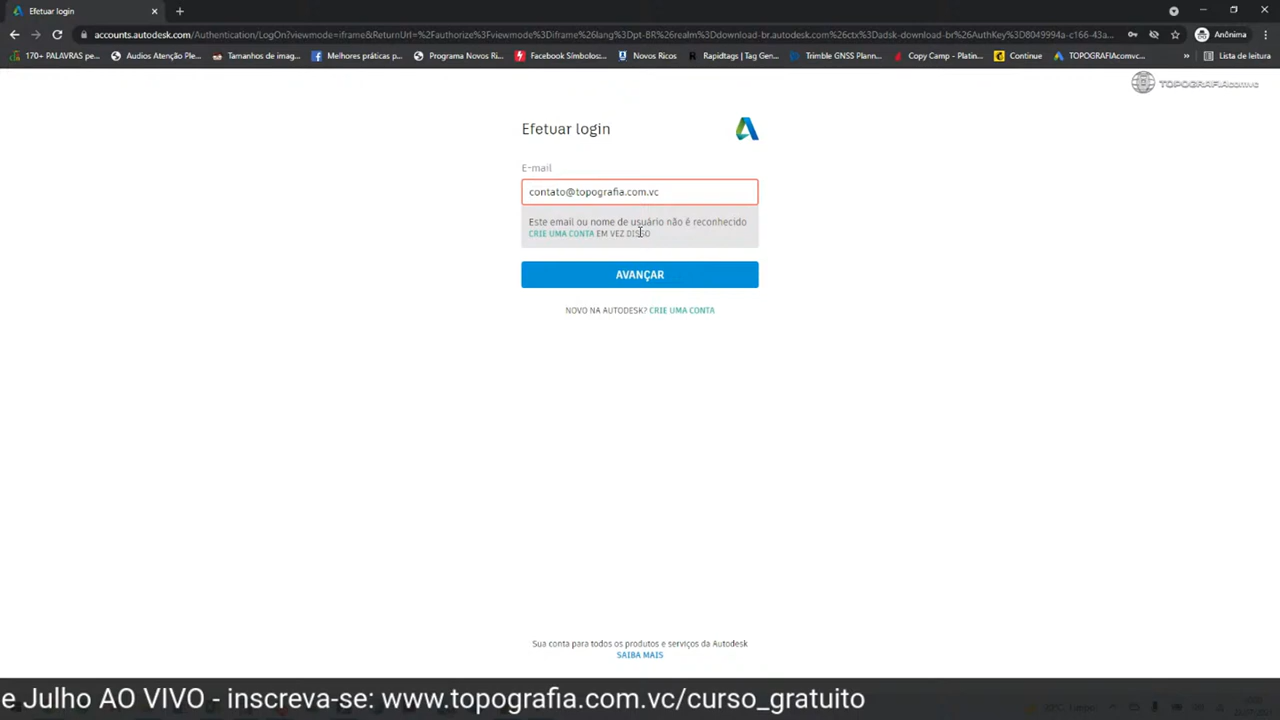 Efetuar login
accounts.autodesk.com/Authentication/LogOn?viewmode=iframe&ReturnUrl=%2Fauthorize%3Fviewmode%3Diframe%26lang%3Dpt-BR%26realm%3Ddownload-br.autodesk.com%26ctx%3Dadsk-download-br%26AuthKey%3D8049994a-c166-43a... Anônima
170+ PALAVRAS pe... Audios Atenção Ple... Tamanhos de imag... Melhores práticas p... Programa Novos Ri... Facebook Símbolos:... Novos Ricos Rapidtags | Tag Gen... Trimble GNSS Plann... Copy Camp - Platin... Continue TOPOGRAFIAcomvc... » Lista de leitura
TOPOGRAFIAcomvc
Efetuar login
E-mail
contato@topografia.com.vc
Este email ou nome de usuário não é reconhecido
CRIE UMA CONTA EM VEZ DISSO
AVANÇAR
NOVO NA AUTODESK? CRIE UMA CONTA
Sua conta para todos os produtos e serviços da Autodesk
SAIBA MAIS
e Julho AO VIVO - inscreva-se: www.topografia.com.vc/curso_gratuito